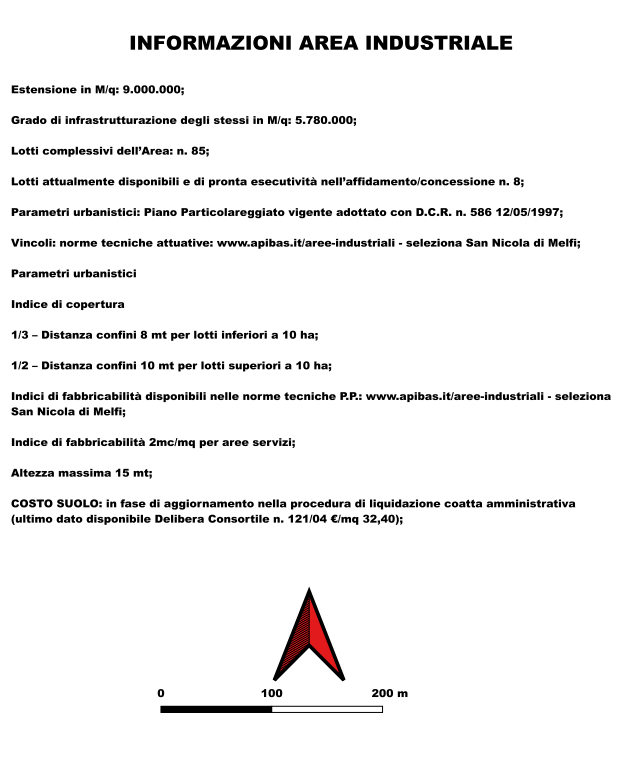 INFORMAZIONI AREA INDUSTRIALE
Estensione in M/q: 9.000.000;
Grado di infrastrutturazione degli stessi in M/q: 5.780.000;
Lotti complessivi dell'Area: n. 85;
Lotti attualmente disponibili e di pronta esecutività nell'affidamento/concessione n. 8;
Parametri urbanistici: Piano Particolareggiato vigente adottato con D.C.R. n. 586 12/05/1997;
Vincoli: norme tecniche attuative: www.apibas.it/aree-industriali - seleziona San Nicola di Melfi;
Parametri urbanistici
Indice di copertura
1/3 – Distanza confini 8 mt per lotti inferiori a 10 ha;
1/2 – Distanza confini 10 mt per lotti superiori a 10 ha;
Indici di fabbricabilità disponibili nelle norme tecniche P.P.: www.apibas.it/aree-industriali - seleziona
San Nicola di Melfi;
Indice di fabbricabilità 2mc/mq per aree servizi;
Altezza massima 15 mt;
COSTO SUOLO: in fase di aggiornamento nella procedura di liquidazione coatta amministrativa
(ultimo dato disponibile Delibera Consortile n. 121/04 €/mq 32,40);
0 100 200 m